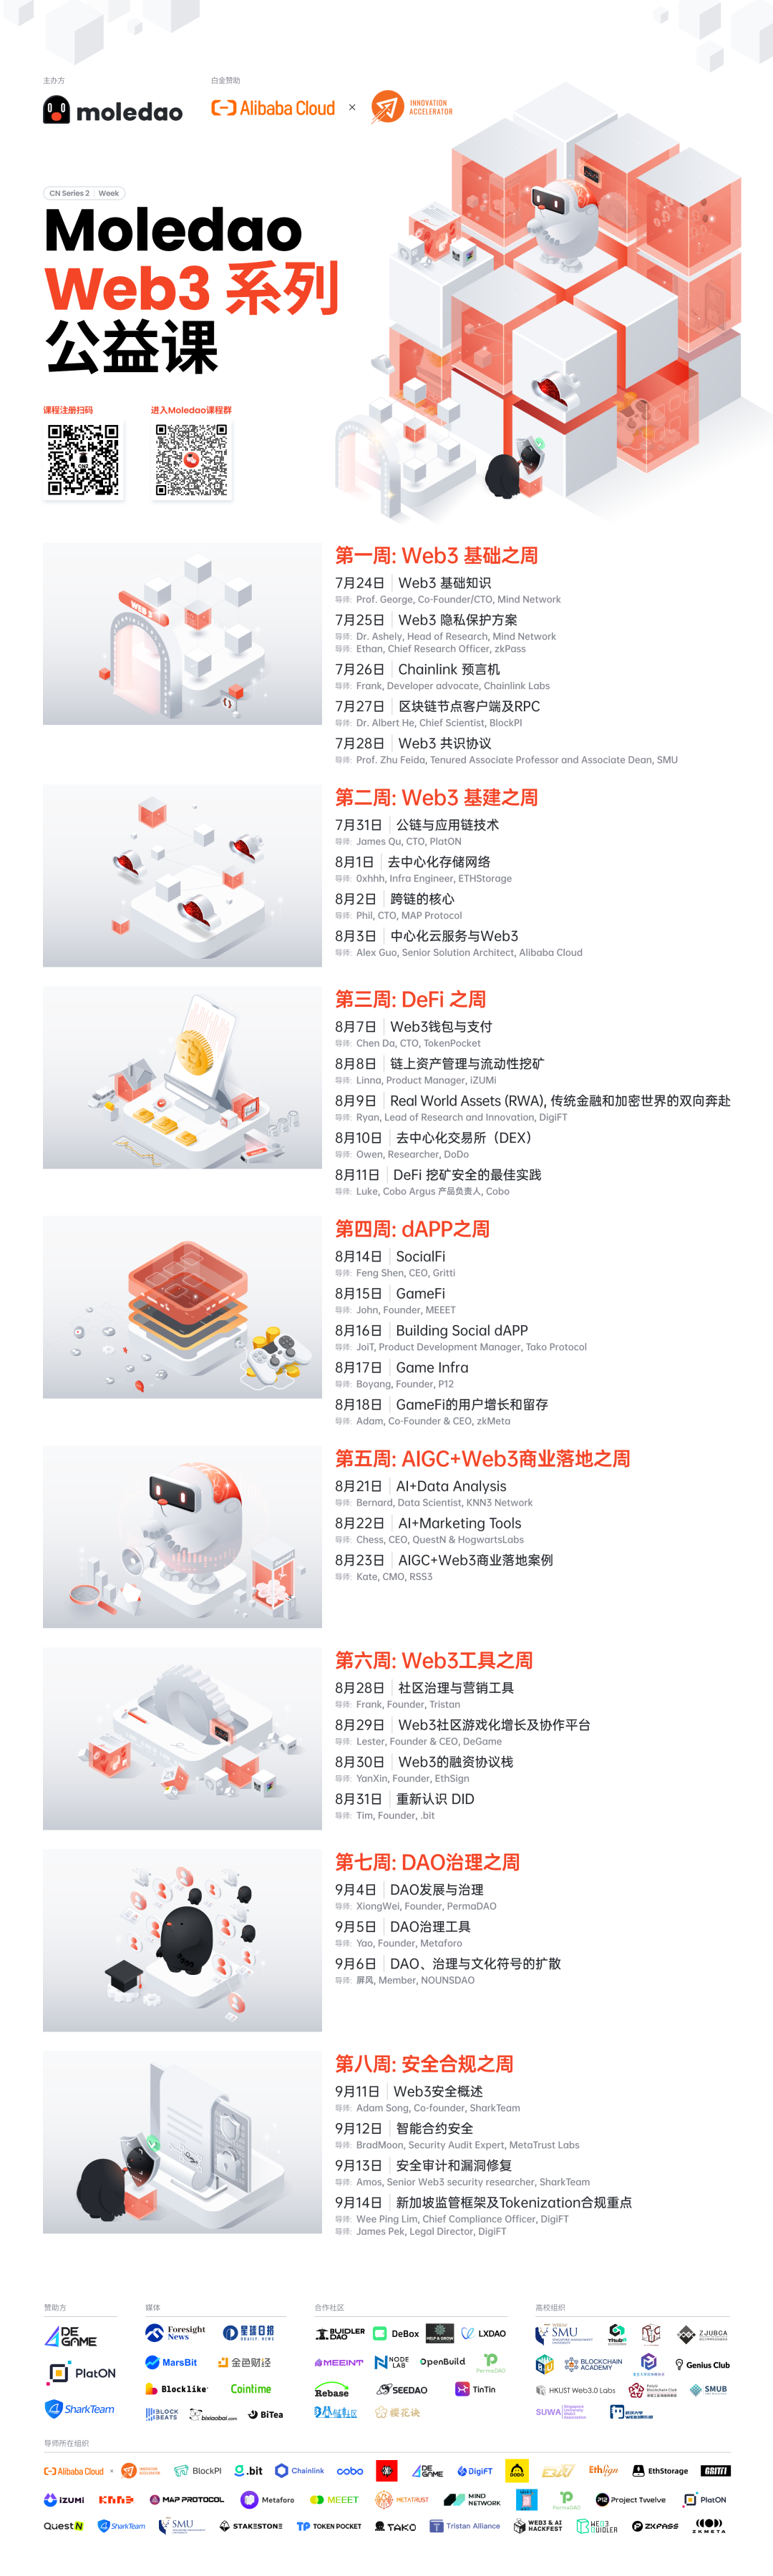 主办方
白金赞助
moledao
Alibaba Cloud
×
INNOVATION
ACCELERATOR
CN Series 2 | Week
Moledao
Web3 系列
公益课
课程注册扫码
进入Moledao课程群
WEB 3
第一周: Web3 基础之周
7月24日 | Web3 基础知识
导师: Prof. George, Co-Founder/CTO, Mind Network
7月25日 | Web3 隐私保护方案
导师: Dr. Ashely, Head of Research, Mind Network
导师: Ethan, Chief Research Officer, zkPass
7月26日 | Chainlink 预言机
导师: Frank, Developer advocate, Chainlink Labs
7月27日 | 区块链节点客户端及RPC
导师: Dr. Albert He, Chief Scientist, BlockPI
7月28日 | Web3 共识协议
导师: Prof. Zhu Feida, Tenured Associate Professor and Associate Dean, SMU
第二周: Web3 基建之周
7月31日 | 公链与应用链技术
导师: James Qu, CTO, PlatON
8月1日 | 去中心化存储网络
导师: 0xhhh, Infra Engineer, ETHStorage
8月2日 | 跨链的核心
导师: Phil, CTO, MAP Protocol
8月3日 | 中心化云服务与Web3
导师: Alex Guo, Senior Solution Architect, Alibaba Cloud
第三周: DeFi 之周
8月7日 | Web3钱包与支付
导师: Chen Da, CTO, TokenPocket
8月8日 | 链上资产管理与流动性挖矿
导师: Linna, Product Manager, iZUMi
8月9日 | Real World Assets (RWA), 传统金融和加密世界的双向奔赴
导师: Ryan, Lead of Research and Innovation, DigiFT
8月10日 | 去中心化交易所（DEX）
导师: Owen, Researcher, DoDo
8月11日 | DeFi 挖矿安全的最佳实践
导师: Luke, Cobo Argus 产品负责人, Cobo
第四周: dAPP之周
8月14日 | SocialFi
导师: Feng Shen, CEO, Gritti
8月15日 | GameFi
导师: John, Founder, MEEET
8月16日 | Building Social dAPP
导师: JoiT, Product Development Manager, Tako Protocol
8月17日 | Game Infra
导师: Boyang, Founder, P12
8月18日 | GameFi的用户增长和留存
导师: Adam, Co-Founder & CEO, zkMeta
第五周: AIGC+Web3商业落地之周
8月21日 | AI+Data Analysis
导师: Bernard, Data Scientist, KNN3 Network
8月22日 | AI+Marketing Tools
导师: Chess, CEO, QuestN & HogwartsLabs
8月23日 | AIGC+Web3商业落地案例
导师: Kate, CMO, RSS3
第六周: Web3工具之周
8月28日 | 社区治理与营销工具
导师: Frank, Founder, Tristan
8月29日 | Web3社区游戏化增长及协作平台
导师: Lester, Founder & CEO, DeGame
8月30日 | Web3的融资协议栈
导师: YanXin, Founder, EthSign
8月31日 | 重新认识 DID
导师: Tim, Founder, .bit
第七周: DAO治理之周
9月4日 | DAO发展与治理
导师: XiongWei, Founder, PermaDAO
9月5日 | DAO治理工具
导师: Yao, Founder, Metaforo
9月6日 | DAO、治理与文化符号的扩散
导师: 屏风, Member, NOUNSDAO
第八周: 安全合规之周
9月11日 | Web3安全概述
导师: Adam Song, Co-founder, SharkTeam
9月12日 | 智能合约安全
导师: BradMoon, Security Audit Expert, MetaTrust Labs
9月13日 | 安全审计和漏洞修复
导师: Amos, Senior Web3 security researcher, SharkTeam
9月14日 | 新加坡监管框架及Tokenization合规重点
导师: Wee Ping Lim, Chief Compliance Officer, DigiFT
导师: James Pek, Legal Director, DigiFT
赞助方
DE GAME
PlatON
SharkTeam
媒体
Foresight News
星球日报
ODAILY NEWS
MarsBit
金色财经
Blocklike
Cointime
BLOCK BEATS
bixiaobai.com
BiTea
合作社区
BUIDLER DAO
DeBox
HELP & GROW
LXDAO
MEEINT
NODE LAB
OpenBuild
PermaDAO
Rebase
SEEDAO
TinTin
樱花诀
高校组织
SMU
THUBA
ZJUBCA
BLOCKCHAIN ACADEMY
Genius Club
HKUST Web3.0 Labs
SMUB
SUWA
导师所在组织
Alibaba Cloud × INNOVATION ACCELERATOR
BlockPI
.bit
Chainlink
cobo
DE GAME
DigiFT
DODO
EthSign
EthStorage
GRITTI
iZUMi
KNN3
MAP PROTOCOL
Metaforo
MEEET
METATRUST
MIND NETWORK
PermaDAO
P12 Project Twelve
PlatON
QuestN
SharkTeam
SMU
STAKESTONE
TP TOKEN POCKET
TAKO
Tristan Alliance
WEB3 & AI HACKFEST
WEB3 BUIDLER
ZKPASS
ZKMETA